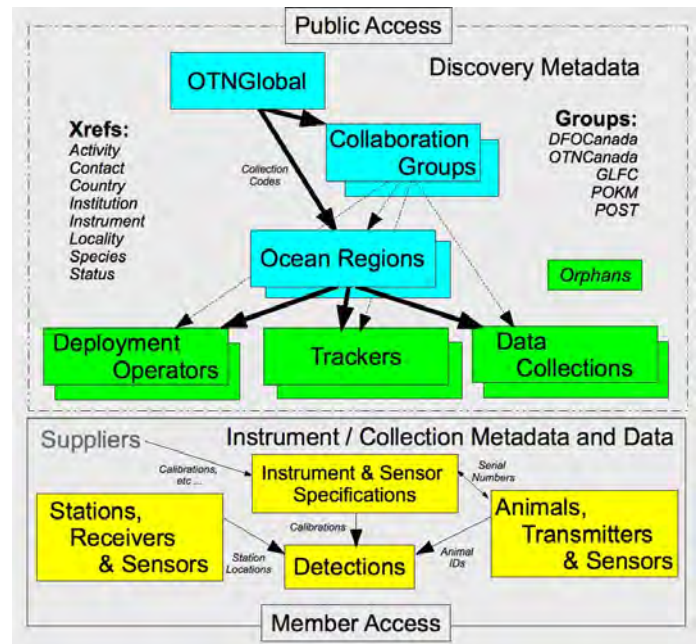 Public Access
OTNGlobal
Discovery Metadata
Xrefs:
Activity
Contact
Country
Institution
Instrument
Locality
Species
Status
Collection
Codes
Collaboration
Groups
Groups:
DFOCanada
OTNCanada
GLFC
POKM
POST
Ocean Regions
Orphans
Deployment
Operators
Trackers
Data
Collections
Suppliers
Instrument / Collection Metadata and Data
Calibrations,
etc ...
Instrument & Sensor
Specifications
Serial
Numbers
Stations,
Receivers
& Sensors
Calibrations
Animals,
Transmitters
& Sensors
Station
Locations
Detections
Animal
IDs
Member Access